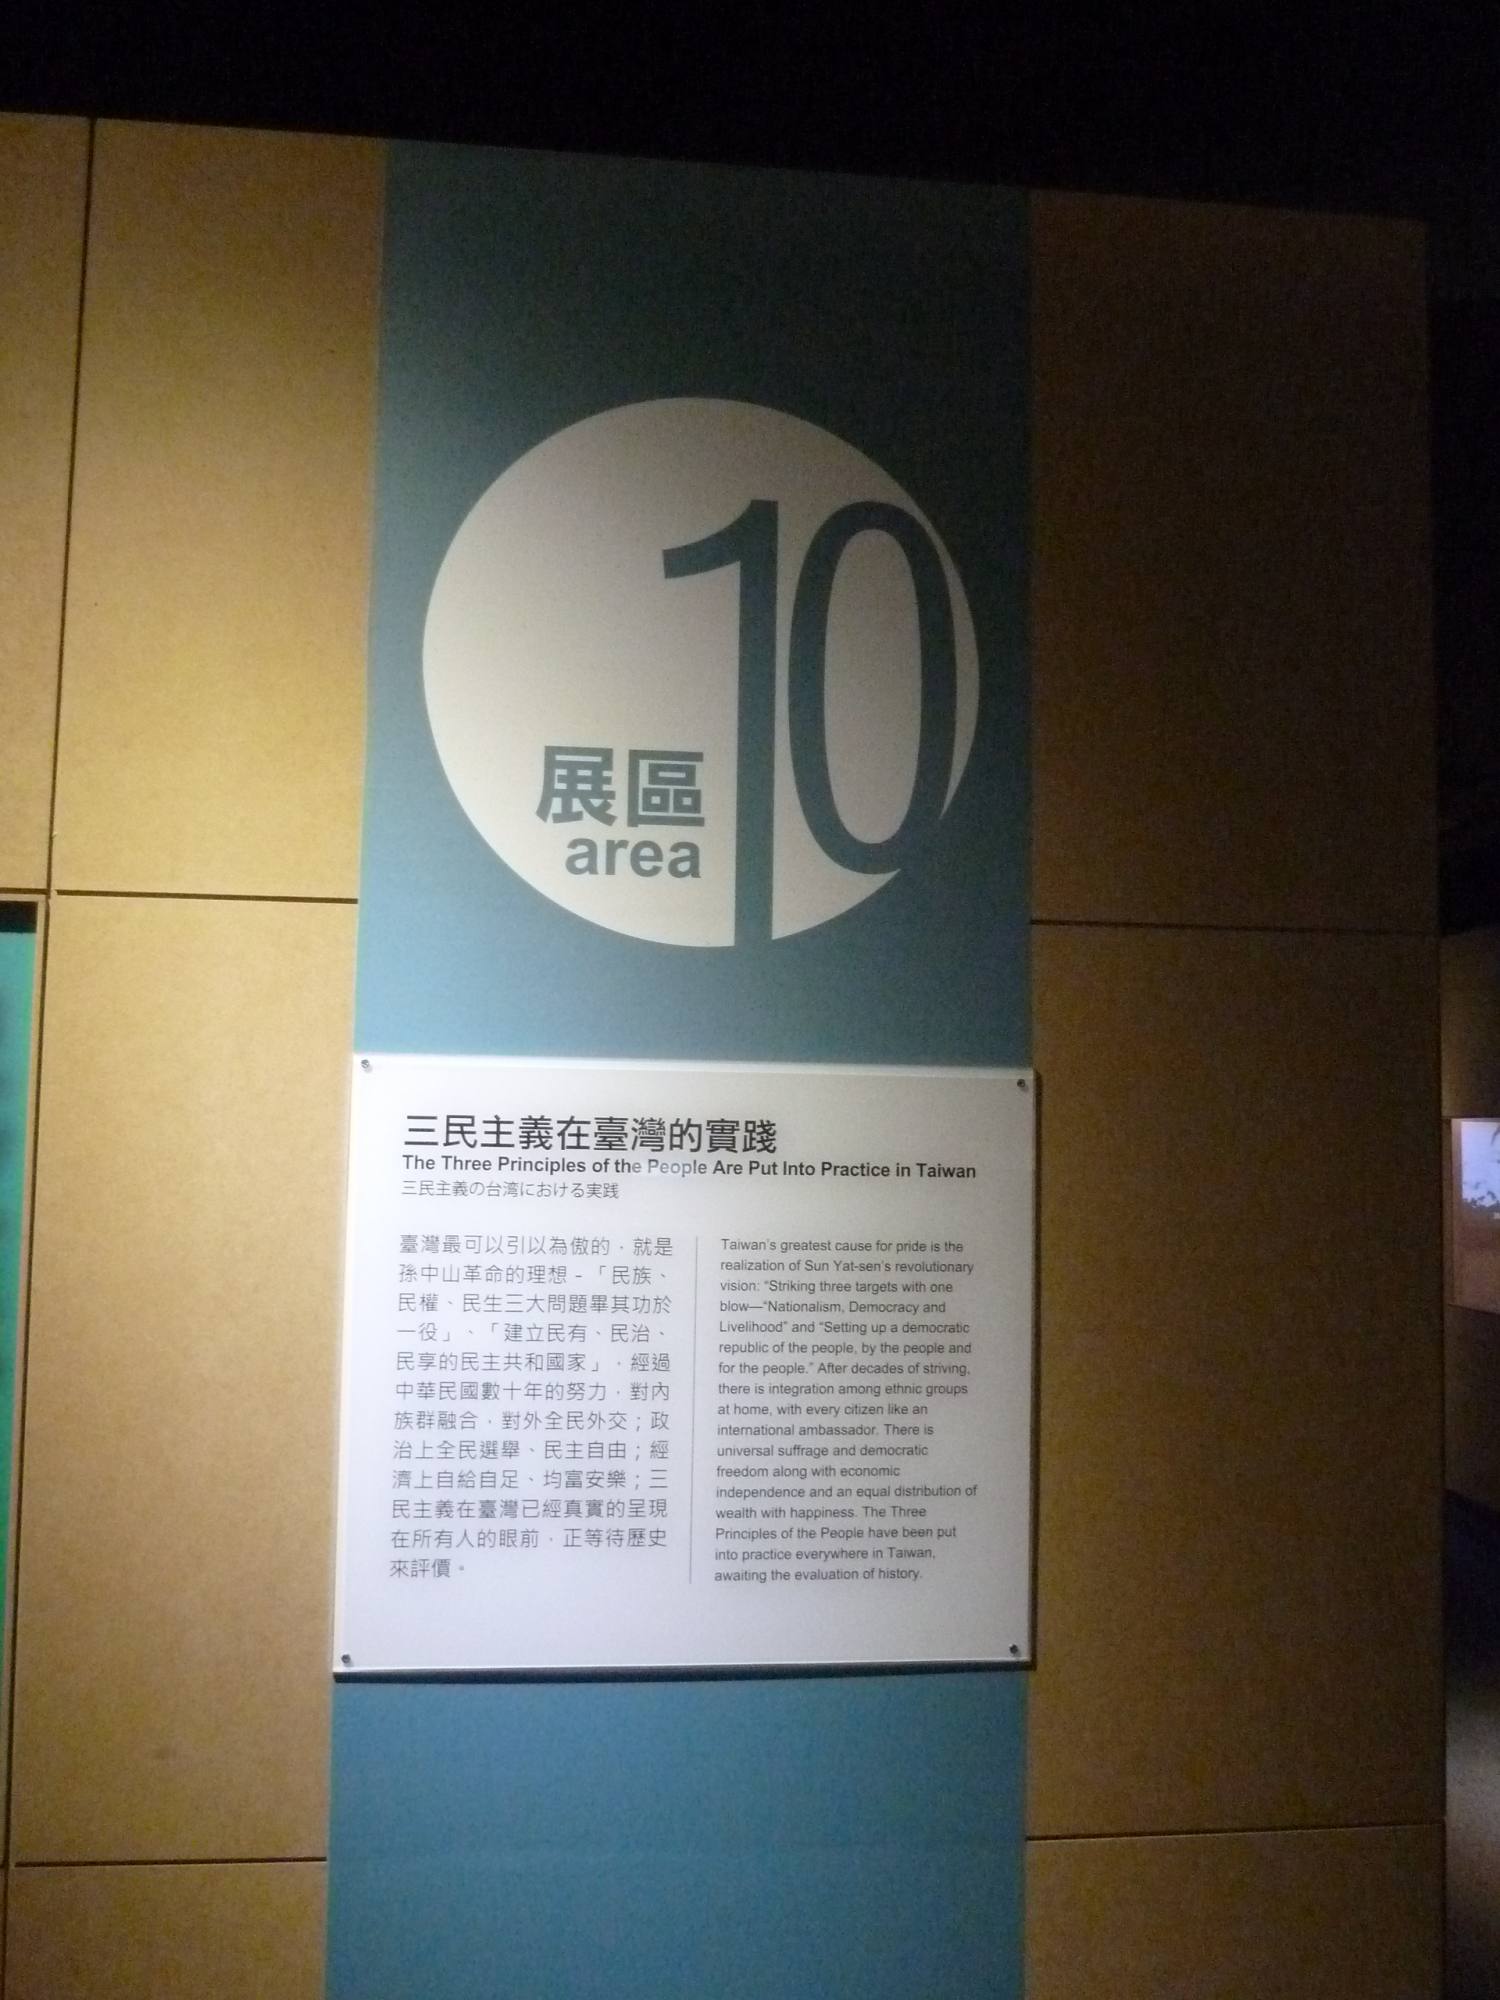 10
展區
area
三民主義在臺灣的實踐
The Three Principles of the People Are Put Into Practice in Taiwan
三民主義の台湾における実践
臺灣最可以引以為傲的，就是
孫中山革命的理想－「民族、
民權、民生三大問題畢其功於
一役」、「建立民有、民治、
民享的民主共和國家」，經過
中華民國數十年的努力，對內
族群融合，對外全民外交；政
治上全民選舉、民主自由；經
濟上自給自足、均富安樂；三
民主義在臺灣已經真實的呈現
在所有人的眼前，正等待歷史
來評價。
Taiwan's greatest cause for pride is the
realization of Sun Yat-sen's revolutionary
vision: “Striking three targets with one
blow—“Nationalism, Democracy and
Livelihood” and “Setting up a democratic
republic of the people, by the people and
for the people.” After decades of striving,
there is integration among ethnic groups
at home, with every citizen like an
international ambassador. There is
universal suffrage and democratic
freedom along with economic
independence and an equal distribution of
wealth with happiness. The Three
Principles of the People have been put
into practice everywhere in Taiwan,
awaiting the evaluation of history.